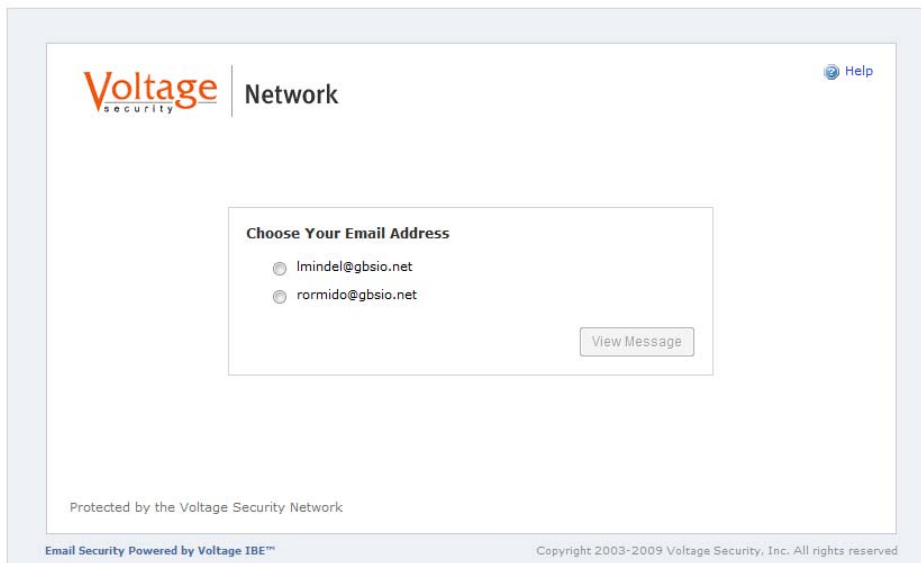 Voltage
security
Network
Help
Choose Your Email Address
lmindel@gbsio.net
rormido@gbsio.net
View Message
Protected by the Voltage Security Network
Email Security Powered by Voltage IBE™
Copyright 2003-2009 Voltage Security, Inc. All rights reserved